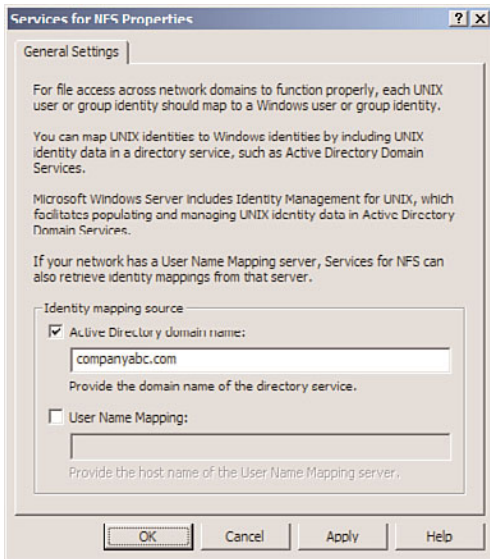 Services for NFS Properties
General Settings
For file access across network domains to function properly, each UNIX
user or group identity should map to a Windows user or group identity.
You can map UNIX identities to Windows identities by including UNIX
identity data in a directory service, such as Active Directory Domain
Services.
Microsoft Windows Server includes Identity Management for UNIX, which
facilitates populating and managing UNIX identity data in Active Directory
Domain Services.
If your network has a User Name Mapping server, Services for NFS can
also retrieve identity mappings from that server.
Identity mapping source
Active Directory domain name:
companyabc.com
Provide the domain name of the directory service.
User Name Mapping:
Provide the host name of the User Name Mapping server.
OK Cancel Apply Help